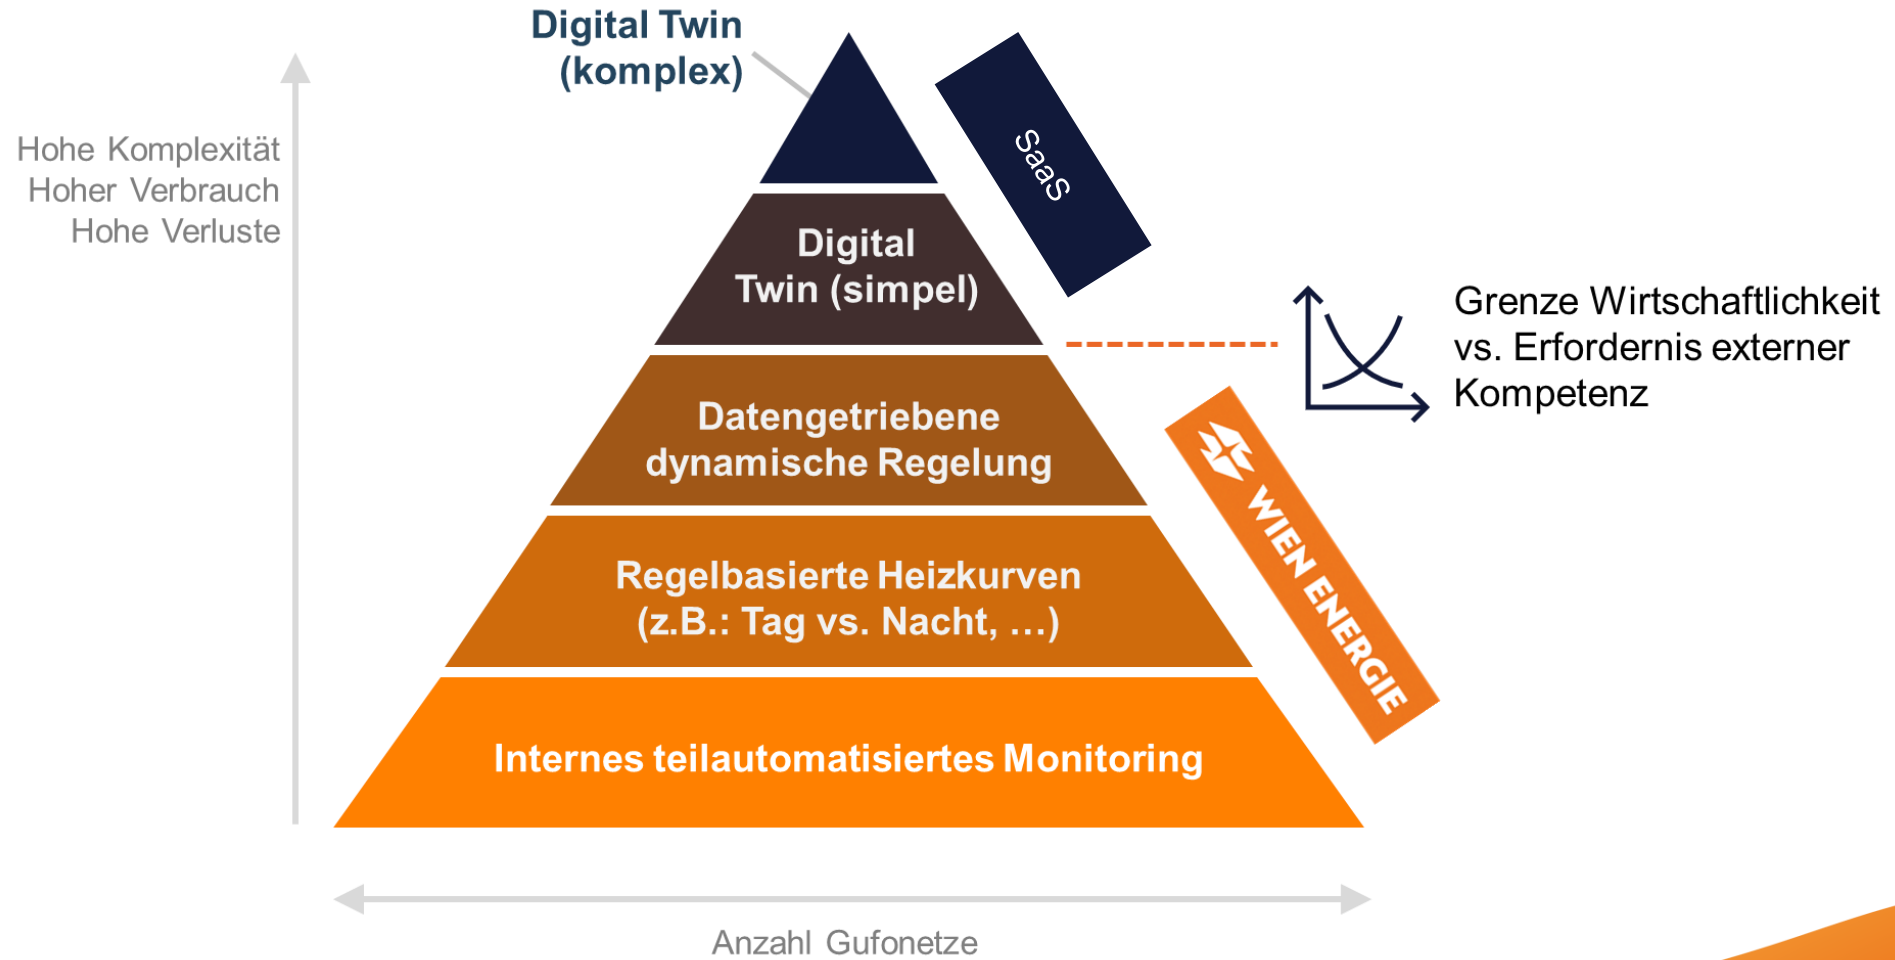 Digital Twin
(komplex)
Hohe Komplexität
Hoher Verbrauch
Hohe Verluste
SaaS
Digital
Twin (simpel)
Grenze Wirtschaftlichkeit
vs. Erfordernis externer
Kompetenz
Datengetriebene
dynamische Regelung
WIEN ENERGIE
Regelbasierte Heizkurven
(z.B.: Tag vs. Nacht, …)
Internes teilautomatisiertes Monitoring
Anzahl Gufonetze